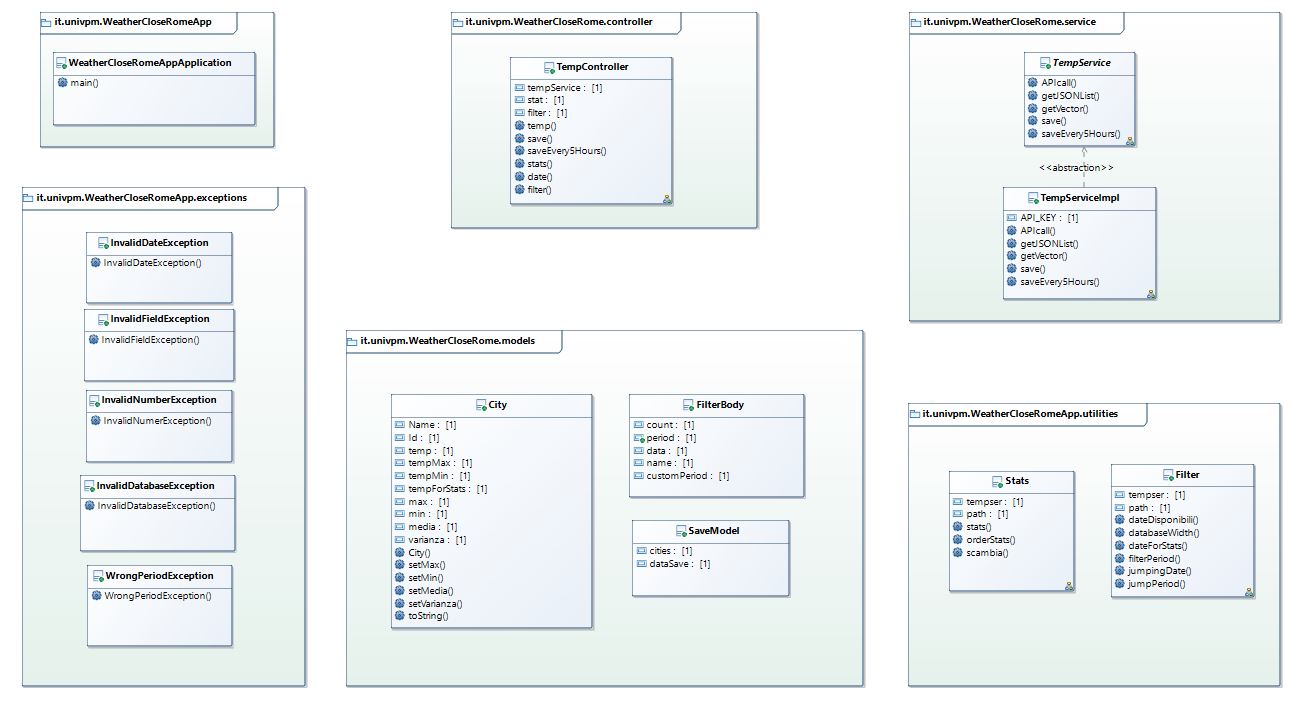 it.univpm.WeatherCloseRomeApp
WeatherCloseRomeAppApplication
main()
it.univpm.WeatherCloseRome.controller
TempController
tempService : [1]
stat : [1]
filter : [1]
temp()
save()
saveEvery5Hours()
stats()
date()
filter()
it.univpm.WeatherCloseRome.service
TempService
APIcall()
getJSONList()
getVector()
save()
saveEvery5Hours()
<<abstraction>>
TempServiceImpl
API_KEY : [1]
APIcall()
getJSONList()
getVector()
save()
saveEvery5Hours()
it.univpm.WeatherCloseRomeApp.exceptions
InvalidDateException
InvalidDateException()
InvalidFieldException
InvalidFieldException()
InvalidNumberException
InvalidNumerException()
InvalidDatabaseException
InvalidDatabaseException()
WrongPeriodException
WrongPeriodException()
it.univpm.WeatherCloseRome.models
City
Name : [1]
Id : [1]
temp : [1]
tempMax : [1]
tempMin : [1]
tempForStats : [1]
max : [1]
min : [1]
media : [1]
varianza : [1]
City()
setMax()
setMin()
setMedia()
setVarianza()
toString()
FilterBody
count : [1]
period : [1]
data : [1]
name : [1]
customPeriod : [1]
SaveModel
cities : [1]
dataSave : [1]
it.univpm.WeatherCloseRomeApp.utilities
Stats
tempser : [1]
path : [1]
stats()
orderStats()
scambia()
Filter
tempser : [1]
path : [1]
dateDisponibili()
databaseWidth()
dateForStats()
filterPeriod()
jumpingDate()
jumpPeriod()